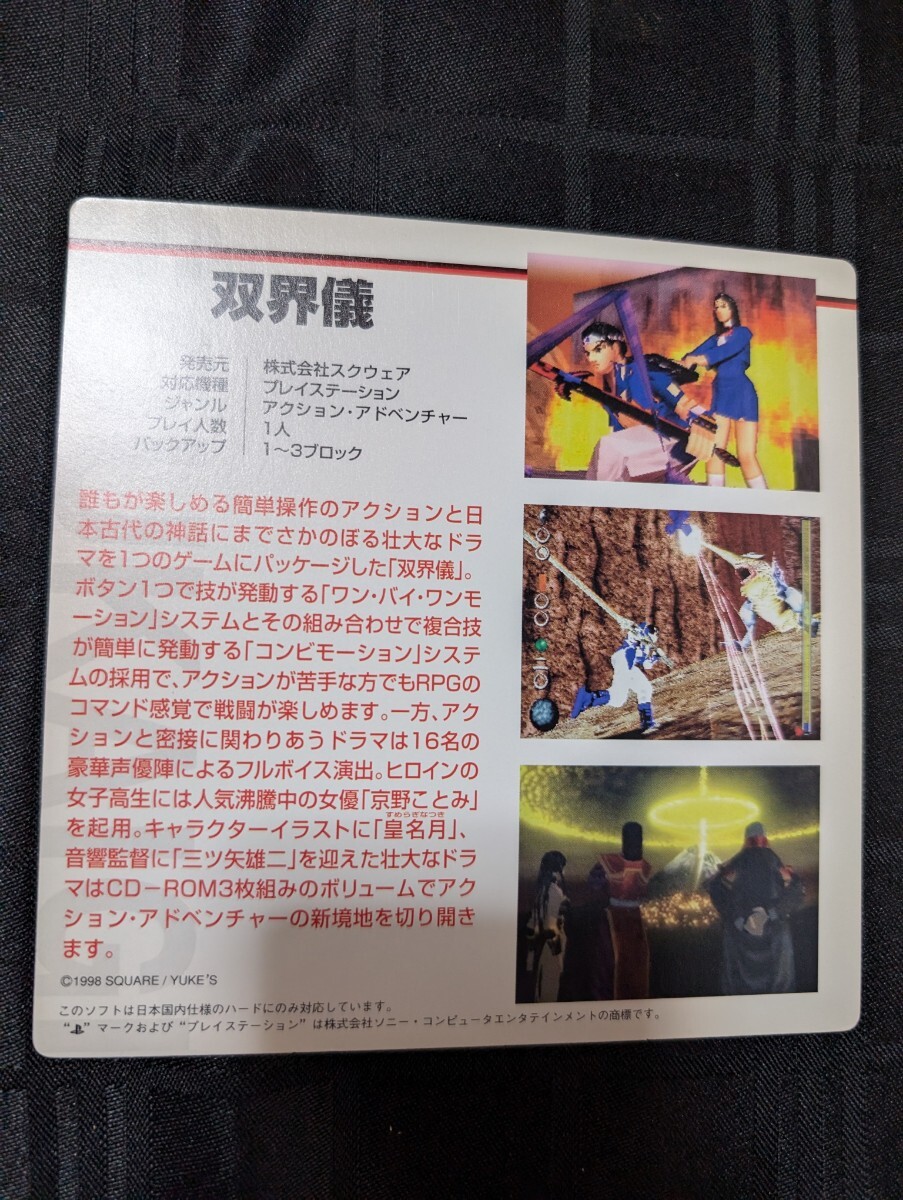 双界儀
発売元 株式会社スクウェア
対応機種 プレイステーション
ジャンル アクション・アドベンチャー
プレイ人数 1人
バックアップ 1〜3ブロック
誰もが楽しめる簡単操作のアクションと日
本古代の神話にまでさかのぼる壮大なドラ
マを1つのゲームにパッケージした「双界儀」。
ボタン1つで技が発動する「ワン・バイ・ワンモ
ーション」システムとその組み合わせで複合技
が簡単に発動する「コンビモーション」システ
ムの採用で、アクションが苦手な方でもRPGの
コマンド感覚で戦闘が楽しめます。一方、アク
ションと密接に関わりあうドラマは16名の
豪華声優陣によるフルボイス演出。ヒロインの
女子高生には人気沸騰中の女優「京野ことみ」
すめらぎなつき
を起用。キャラクターイラストに「皇名月」、
音響監督に「三ツ矢雄二」を迎えた壮大なドラ
マはCD-ROM3枚組みのボリュームでアク
ション・アドベンチャーの新境地を切り開き
ます。
©1998 SQUARE / YUKE'S
このソフトは日本国内仕様のハードにのみ対応しています。
“ ” マークおよび “プレイステーション” は株式会社ソニー・コンピュータエンタテインメントの商標です。